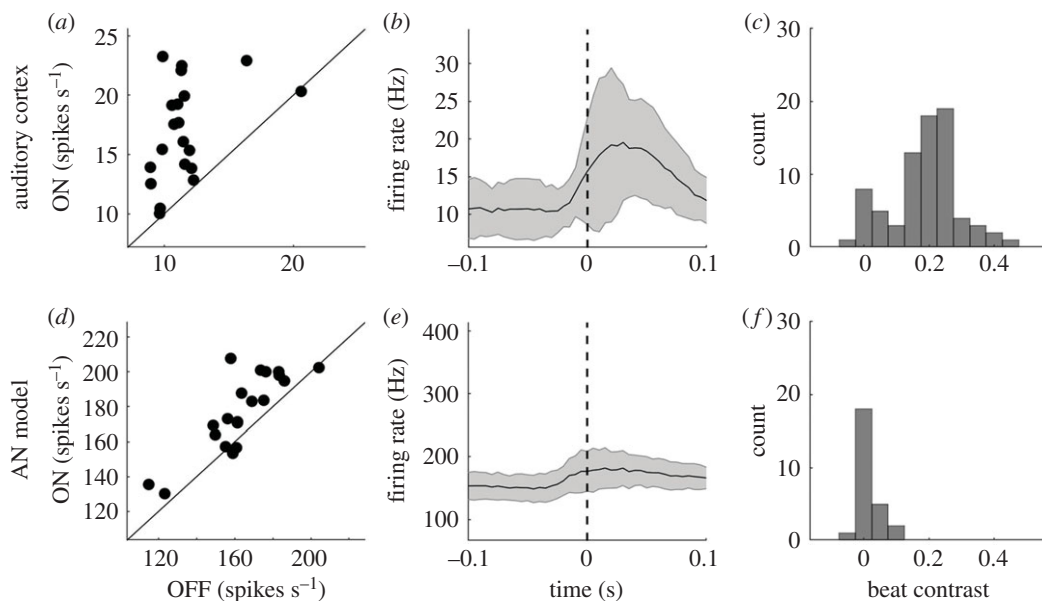 (a) (b) (c)
auditory cortex
ON (spikes s⁻¹)
25
20
15
10
10 20
firing rate (Hz)
30
25
20
15
10
−0.1 0 0.1
count
30
20
10
0
0 0.2 0.4
(d) (e) (f)
AN model
ON (spikes s⁻¹)
220
200
180
160
140
120
120 160 200
OFF (spikes s⁻¹)
firing rate (Hz)
400
300
200
100
−0.1 0 0.1
time (s)
count
30
20
10
0
0 0.2 0.4
beat contrast